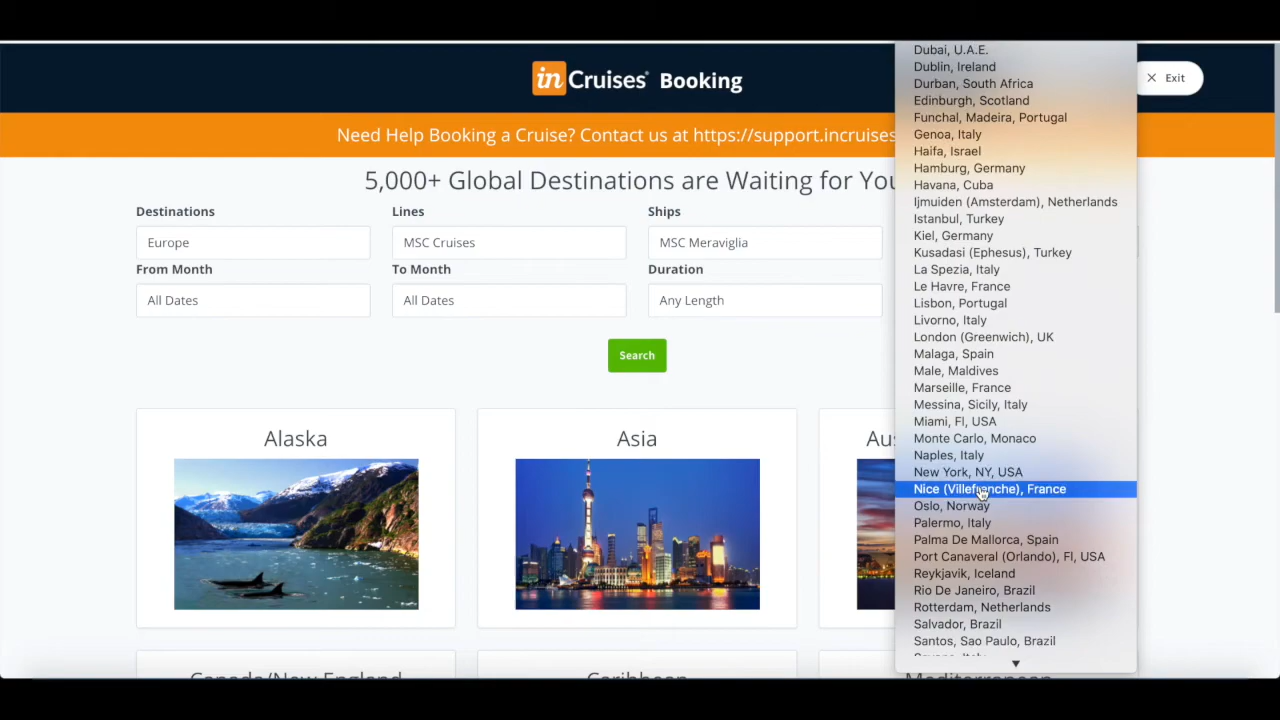 in Cruises® Booking
Exit
Need Help Booking a Cruise? Contact us at https://support.incruises
5,000+ Global Destinations are Waiting for
Destinations
Lines
Ships
Europe
MSC Cruises
MSC Meraviglia
From Month
To Month
Duration
All Dates
All Dates
Any Length
Search
Alaska
Asia
Dubai, U.A.E.
Dublin, Ireland
Durban, South Africa
Edinburgh, Scotland
Funchal, Madeira, Portugal
Genoa, Italy
Haifa, Israel
Hamburg, Germany
Havana, Cuba
Ijmuiden (Amsterdam), Netherlands
Istanbul, Turkey
Kiel, Germany
Kusadasi (Ephesus), Turkey
La Spezia, Italy
Le Havre, France
Lisbon, Portugal
Livorno, Italy
London (Greenwich), UK
Malaga, Spain
Male, Maldives
Marseille, France
Messina, Sicily, Italy
Miami, Fl, USA
Monte Carlo, Monaco
Naples, Italy
New York, NY, USA
Nice (Villefranche), France
Oslo, Norway
Palermo, Italy
Palma De Mallorca, Spain
Port Canaveral (Orlando), Fl, USA
Reykjavik, Iceland
Rio De Janeiro, Brazil
Rotterdam, Netherlands
Salvador, Brazil
Santos, Sao Paulo, Brazil
Canada/New England
Caribbean
Mediterranean